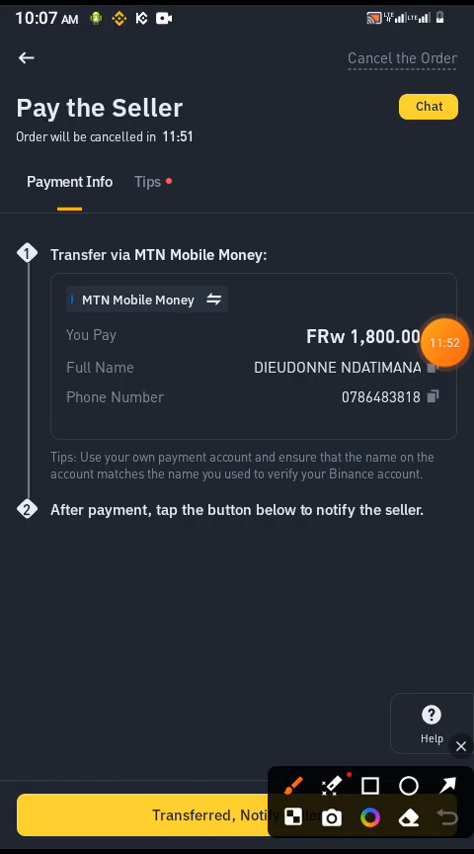 10:07 AM
Cancel the Order
Pay the Seller
Chat
Order will be cancelled in 11:51
Payment Info
Tips
1
Transfer via MTN Mobile Money:
MTN Mobile Money
You Pay
FRw 1,800.00
11:52
Full Name
DIEUDONNE NDATIMANA
Phone Number
0786483818
Tips: Use your own payment account and ensure that the name on the
account matches the name you used to verify your Binance account.
2
After payment, tap the button below to notify the seller.
?
Help
Transferred, Notify